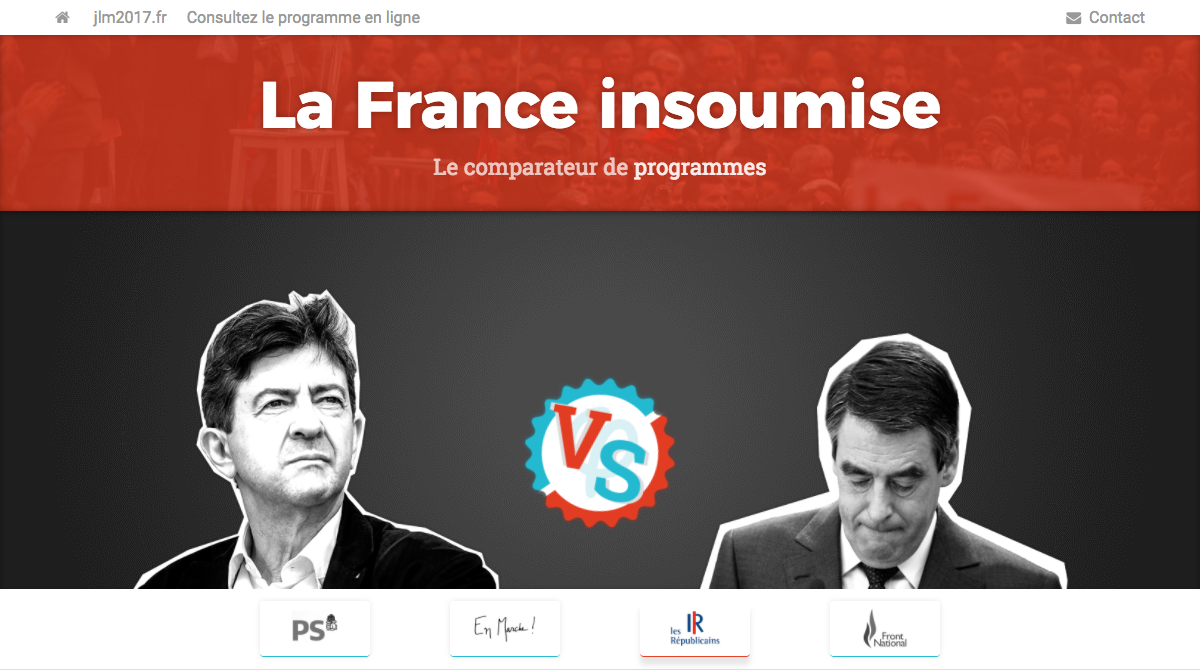 jlm2017.fr Consultez le programme en ligne Contact
La France insoumise
Le comparateur de programmes
VS
PS En Marche ! les Républicains Front National